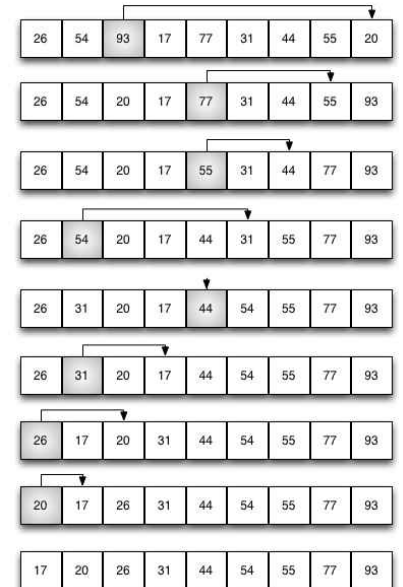 26 54 93 17 77 31 44 55 20
26 54 20 17 77 31 44 55 93
26 54 20 17 55 31 44 77 93
26 54 20 17 44 31 55 77 93
26 31 20 17 44 54 55 77 93
26 31 20 17 44 54 55 77 93
26 17 20 31 44 54 55 77 93
20 17 26 31 44 54 55 77 93
17 20 26 31 44 54 55 77 93